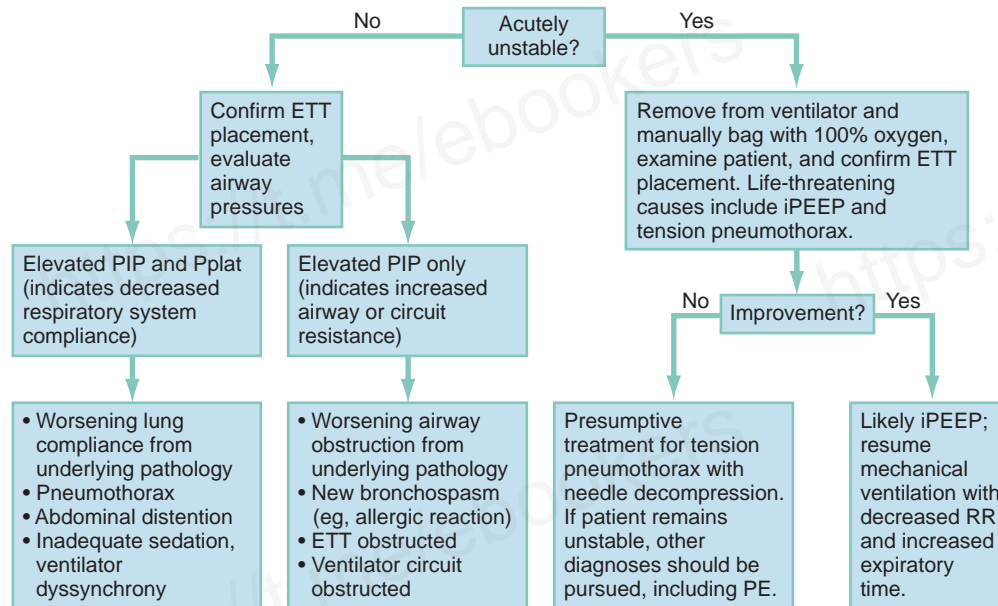 Acutely
unstable?
No
Yes
Confirm ETT
placement,
evaluate
airway
pressures
Remove from ventilator and
manually bag with 100% oxygen,
examine patient, and confirm ETT
placement. Life-threatening
causes include iPEEP and
tension pneumothorax.
Elevated PIP and Pplat
(indicates decreased
respiratory system
compliance)
Elevated PIP only
(indicates increased
airway or circuit
resistance)
No
Improvement?
Yes
• Worsening lung
compliance from
underlying pathology
• Pneumothorax
• Abdominal distention
• Inadequate sedation,
ventilator
dyssynchrony
• Worsening airway
obstruction from
underlying pathology
• New bronchospasm
(eg, allergic reaction)
• ETT obstructed
• Ventilator circuit
obstructed
Presumptive
treatment for tension
pneumothorax with
needle decompression.
If patient remains
unstable, other
diagnoses should be
pursued, including PE.
Likely iPEEP;
resume
mechanical
ventilation with
decreased RR
and increased
expiratory
time.
https://t.me/ebookers
https:
//t.me/ebookers